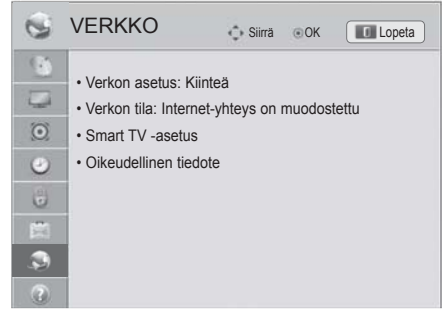 VERKKO
Siirrä OK Lopeta
• Verkon asetus: Kiinteä
• Verkon tila: Internet-yhteys on muodostettu
• Smart TV -asetus
• Oikeudellinen tiedote